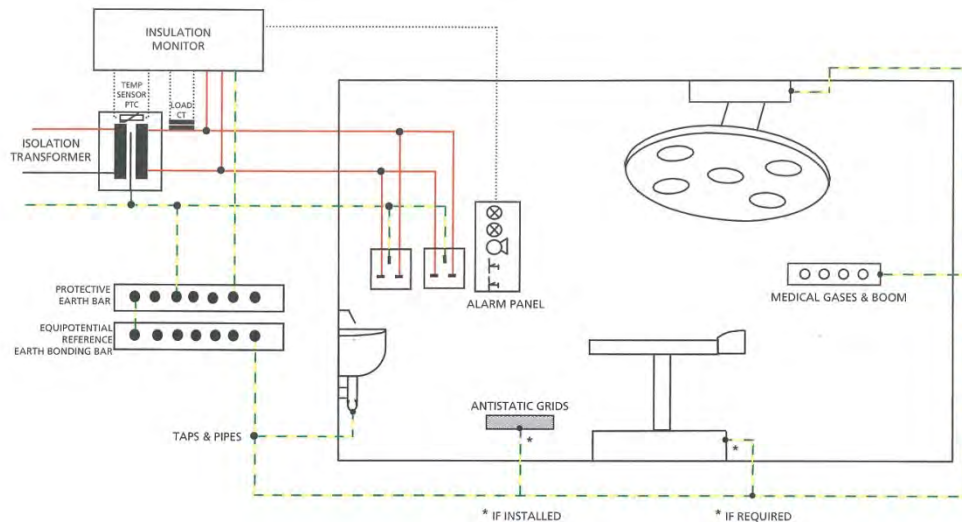 INSULATION
MONITOR
TEMP
SENSOR
PTC
LOAD
CT
ISOLATION
TRANSFORMER
PROTECTIVE
EARTH BAR
EQUIPOTENTIAL
REFERENCE
EARTH BONDING BAR
TAPS & PIPES
ALARM PANEL
MEDICAL GASES & BOOM
ANTISTATIC GRIDS
*
*
* IF INSTALLED
* IF REQUIRED